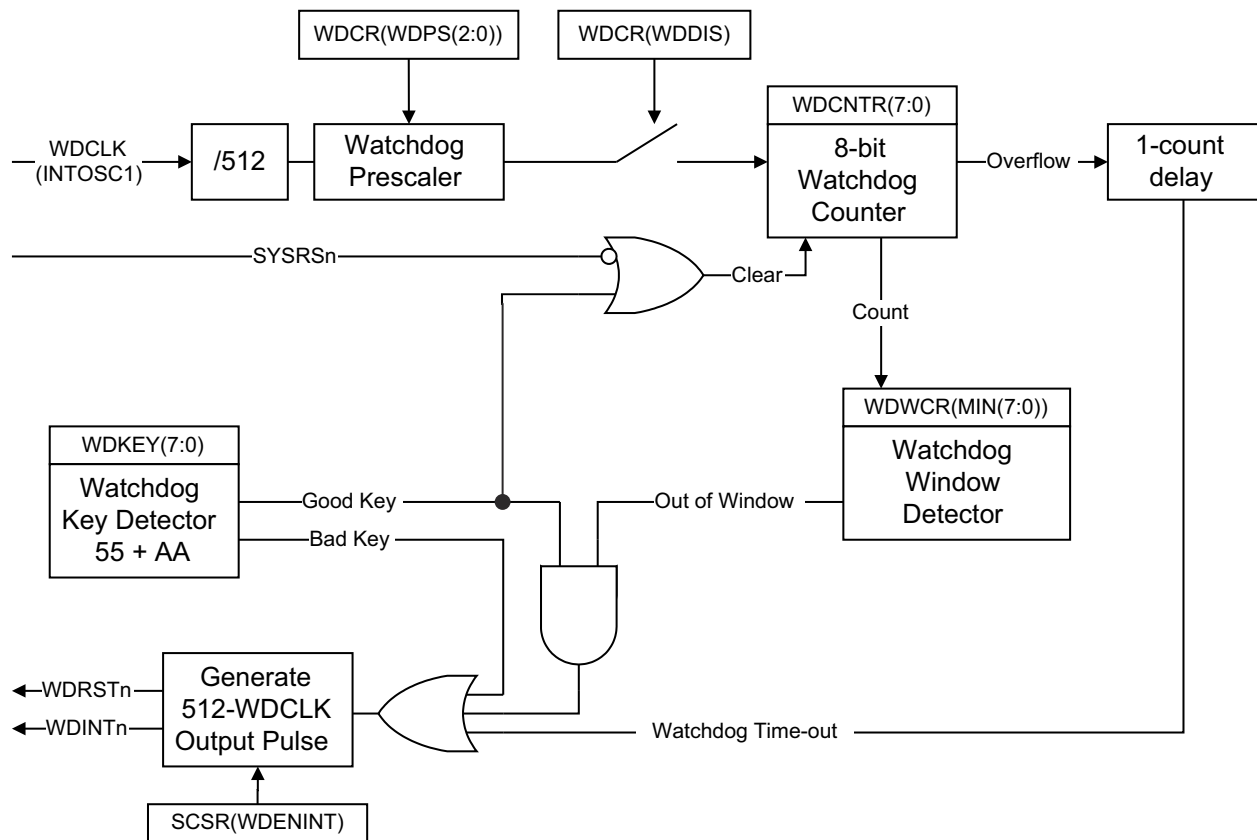 WDCR(WDPS(2:0))
WDCR(WDDIS)
WDCNTR(7:0)
WDCLK
(INTOSC1)
/512
Watchdog
Prescaler
8-bit
Watchdog
Counter
Overflow
1-count
delay
SYSRSn
Clear
Count
WDWCR(MIN(7:0))
Watchdog
Window
Detector
WDKEY(7:0)
Watchdog
Key Detector
55 + AA
Good Key
Bad Key
Out of Window
WDRSTn
WDINTn
Generate
512-WDCLK
Output Pulse
Watchdog Time-out
SCSR(WDENINT)